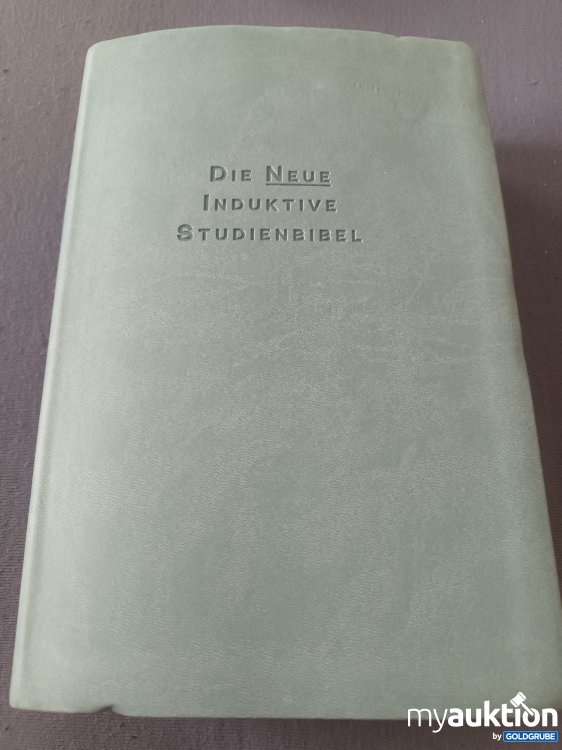 DIE NEUE
INDUKTIVE
STUDIENBIBEL
myauktion
by GOLDGRUBE